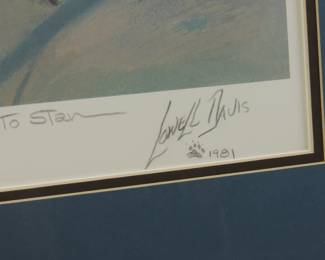 To Stan
Lowell Davis
1981